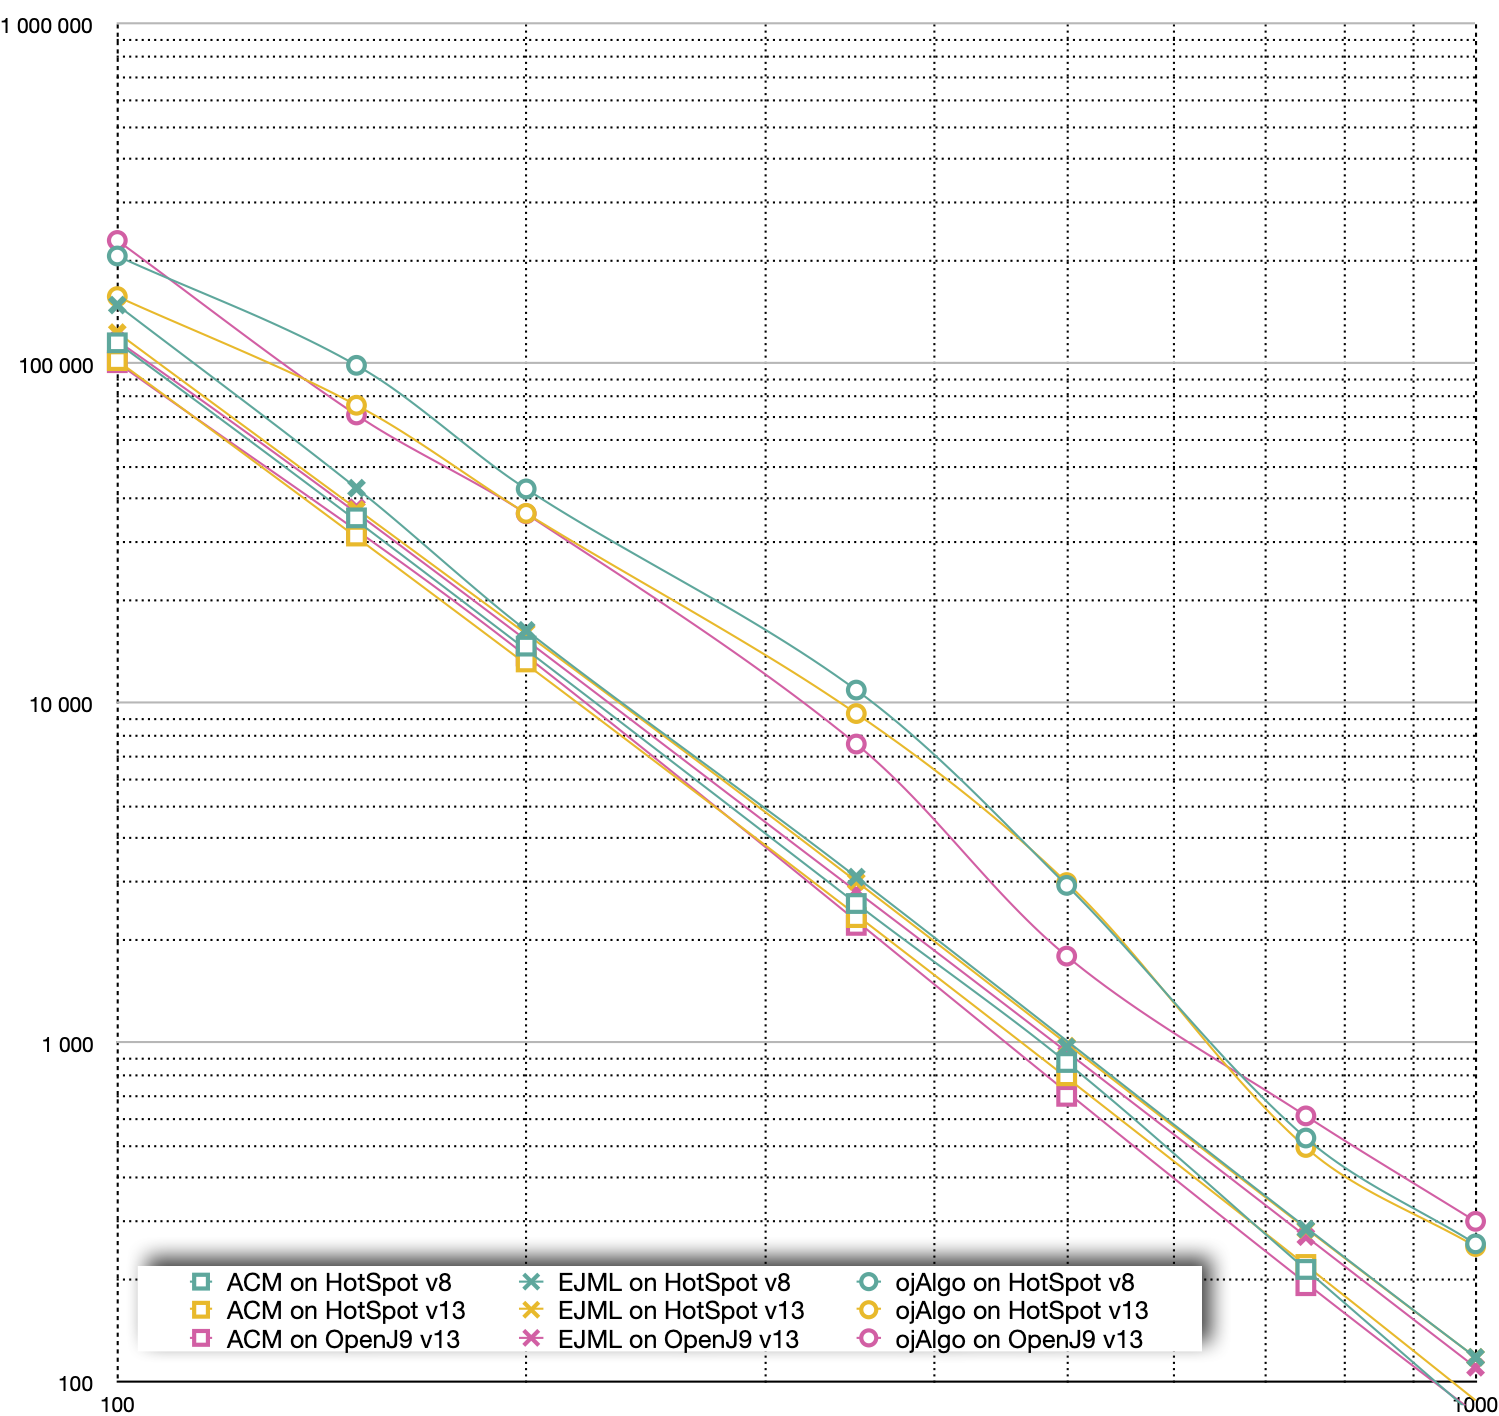 1 000 000
100 000
10 000
1 000
100
100
1000
ACM on HotSpot v8 EJML on HotSpot v8 ojAlgo on HotSpot v8
ACM on HotSpot v13 EJML on HotSpot v13 ojAlgo on HotSpot v13
ACM on OpenJ9 v13 EJML on OpenJ9 v13 ojAlgo on OpenJ9 v13